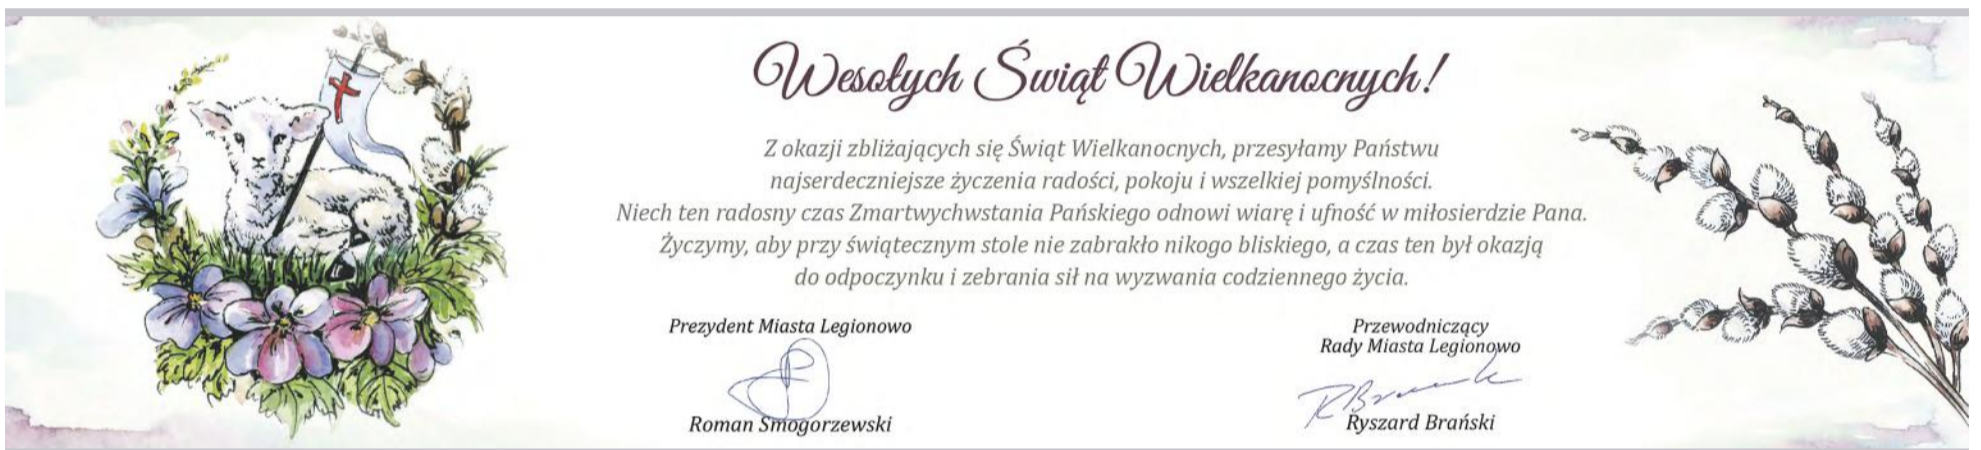 Wesołych Świąt Wielkanocnych!
Z okazji zbliżających się Świąt Wielkanocnych, przesyłamy Państwu
najserdeczniejsze życzenia radości, pokoju i wszelkiej pomyślności.
Niech ten radosny czas Zmartwychwstania Pańskiego odnowi wiarę i ufność w miłosierdzie Pana.
Życzymy, aby przy świątecznym stole nie zabrakło nikogo bliskiego, a czas ten był okazją
do odpoczynku i zebrania sił na wyzwania codziennego życia.
Prezydent Miasta Legionowo
Roman Smogorzewski
Przewodniczący
Rady Miasta Legionowo
Ryszard Brański